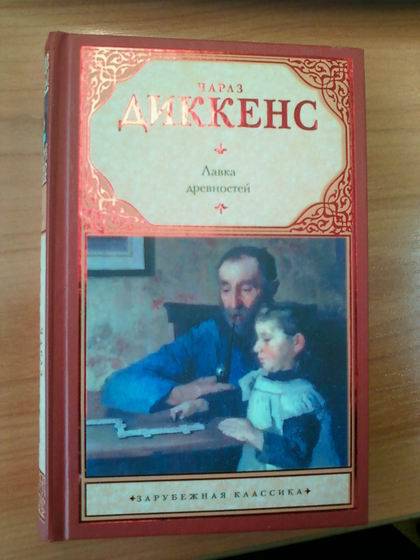 ЧАРЛЗ
ДИККЕНС
Лавка
древностей
ЗАРУБЕЖНАЯ КЛАССИКА